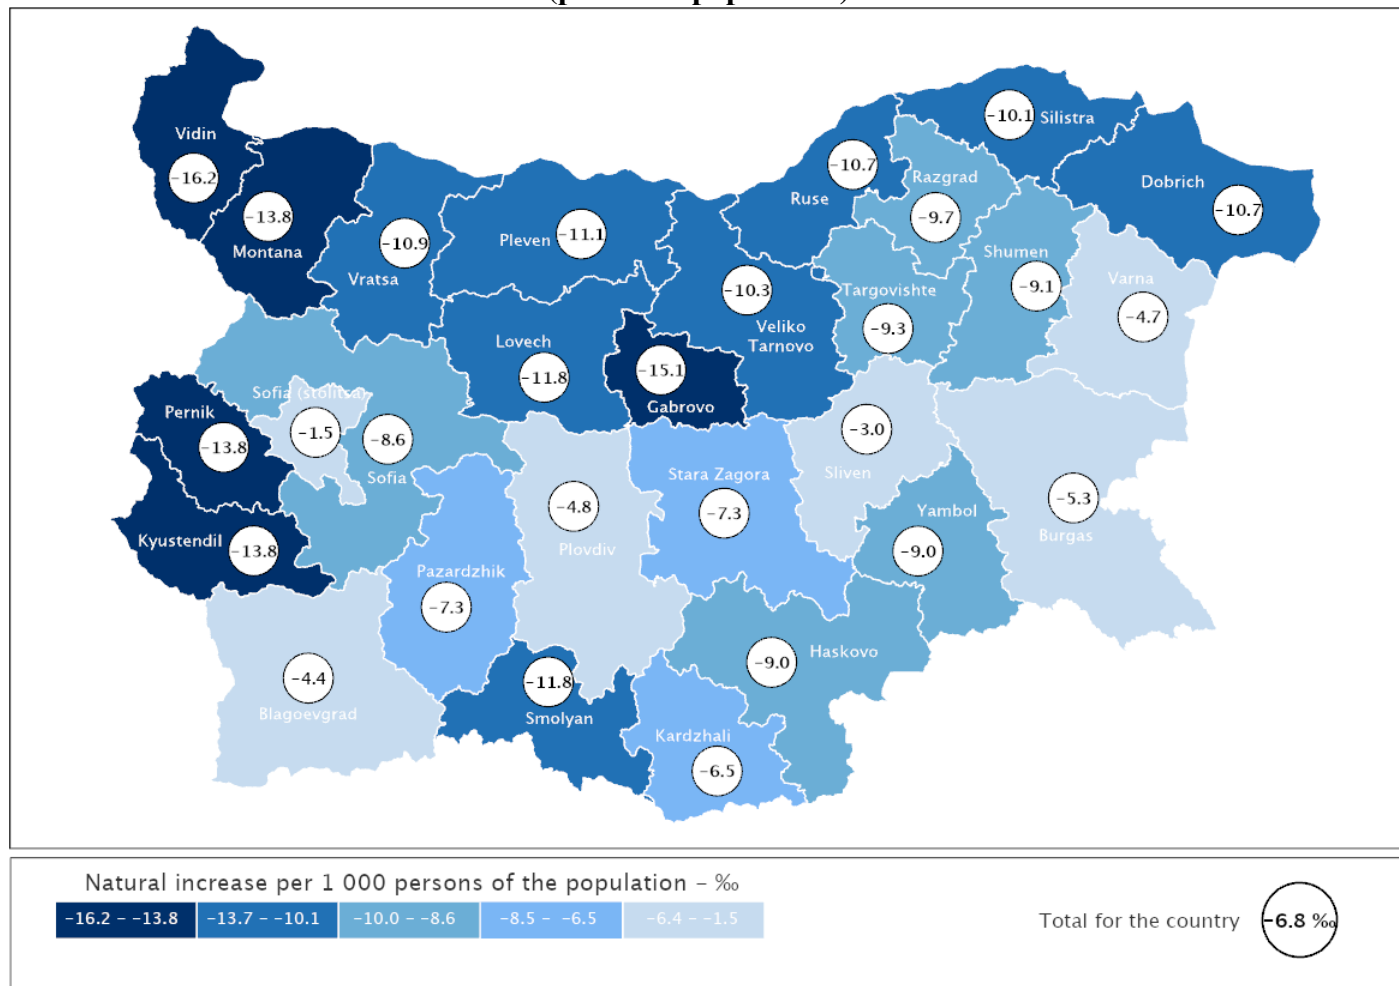 Vidin
-16.2
-13.8
Montana
-10.9
Vratsa
Pleven
-11.1
Lovech
-11.8
-15.1
Gabrovo
-10.3
Veliko
Tarnovo
-10.7
Ruse
-10.1
Silistra
Razgrad
-9.7
Dobrich
-10.7
Shumen
-9.1
Targovishte
-9.3
Varna
-4.7
Sofia (stolitsa)
-1.5
-8.6
Sofia
Pernik
-13.8
Kyustendil
-13.8
-4.8
Plovdiv
Stara Zagora
-7.3
-3.0
Sliven
Yambol
-9.0
-5.3
Burgas
Pazardzhik
-7.3
-4.4
Blagoevgrad
-11.8
Smolyan
-9.0
Haskovo
Kardzhali
-6.5
Natural increase per 1 000 persons of the population - ‰
-16.2 - -13.8
-13.7 - -10.1
-10.0 - -8.6
-8.5 - -6.5
-6.4 - -1.5
Total for the country
-6.8 ‰